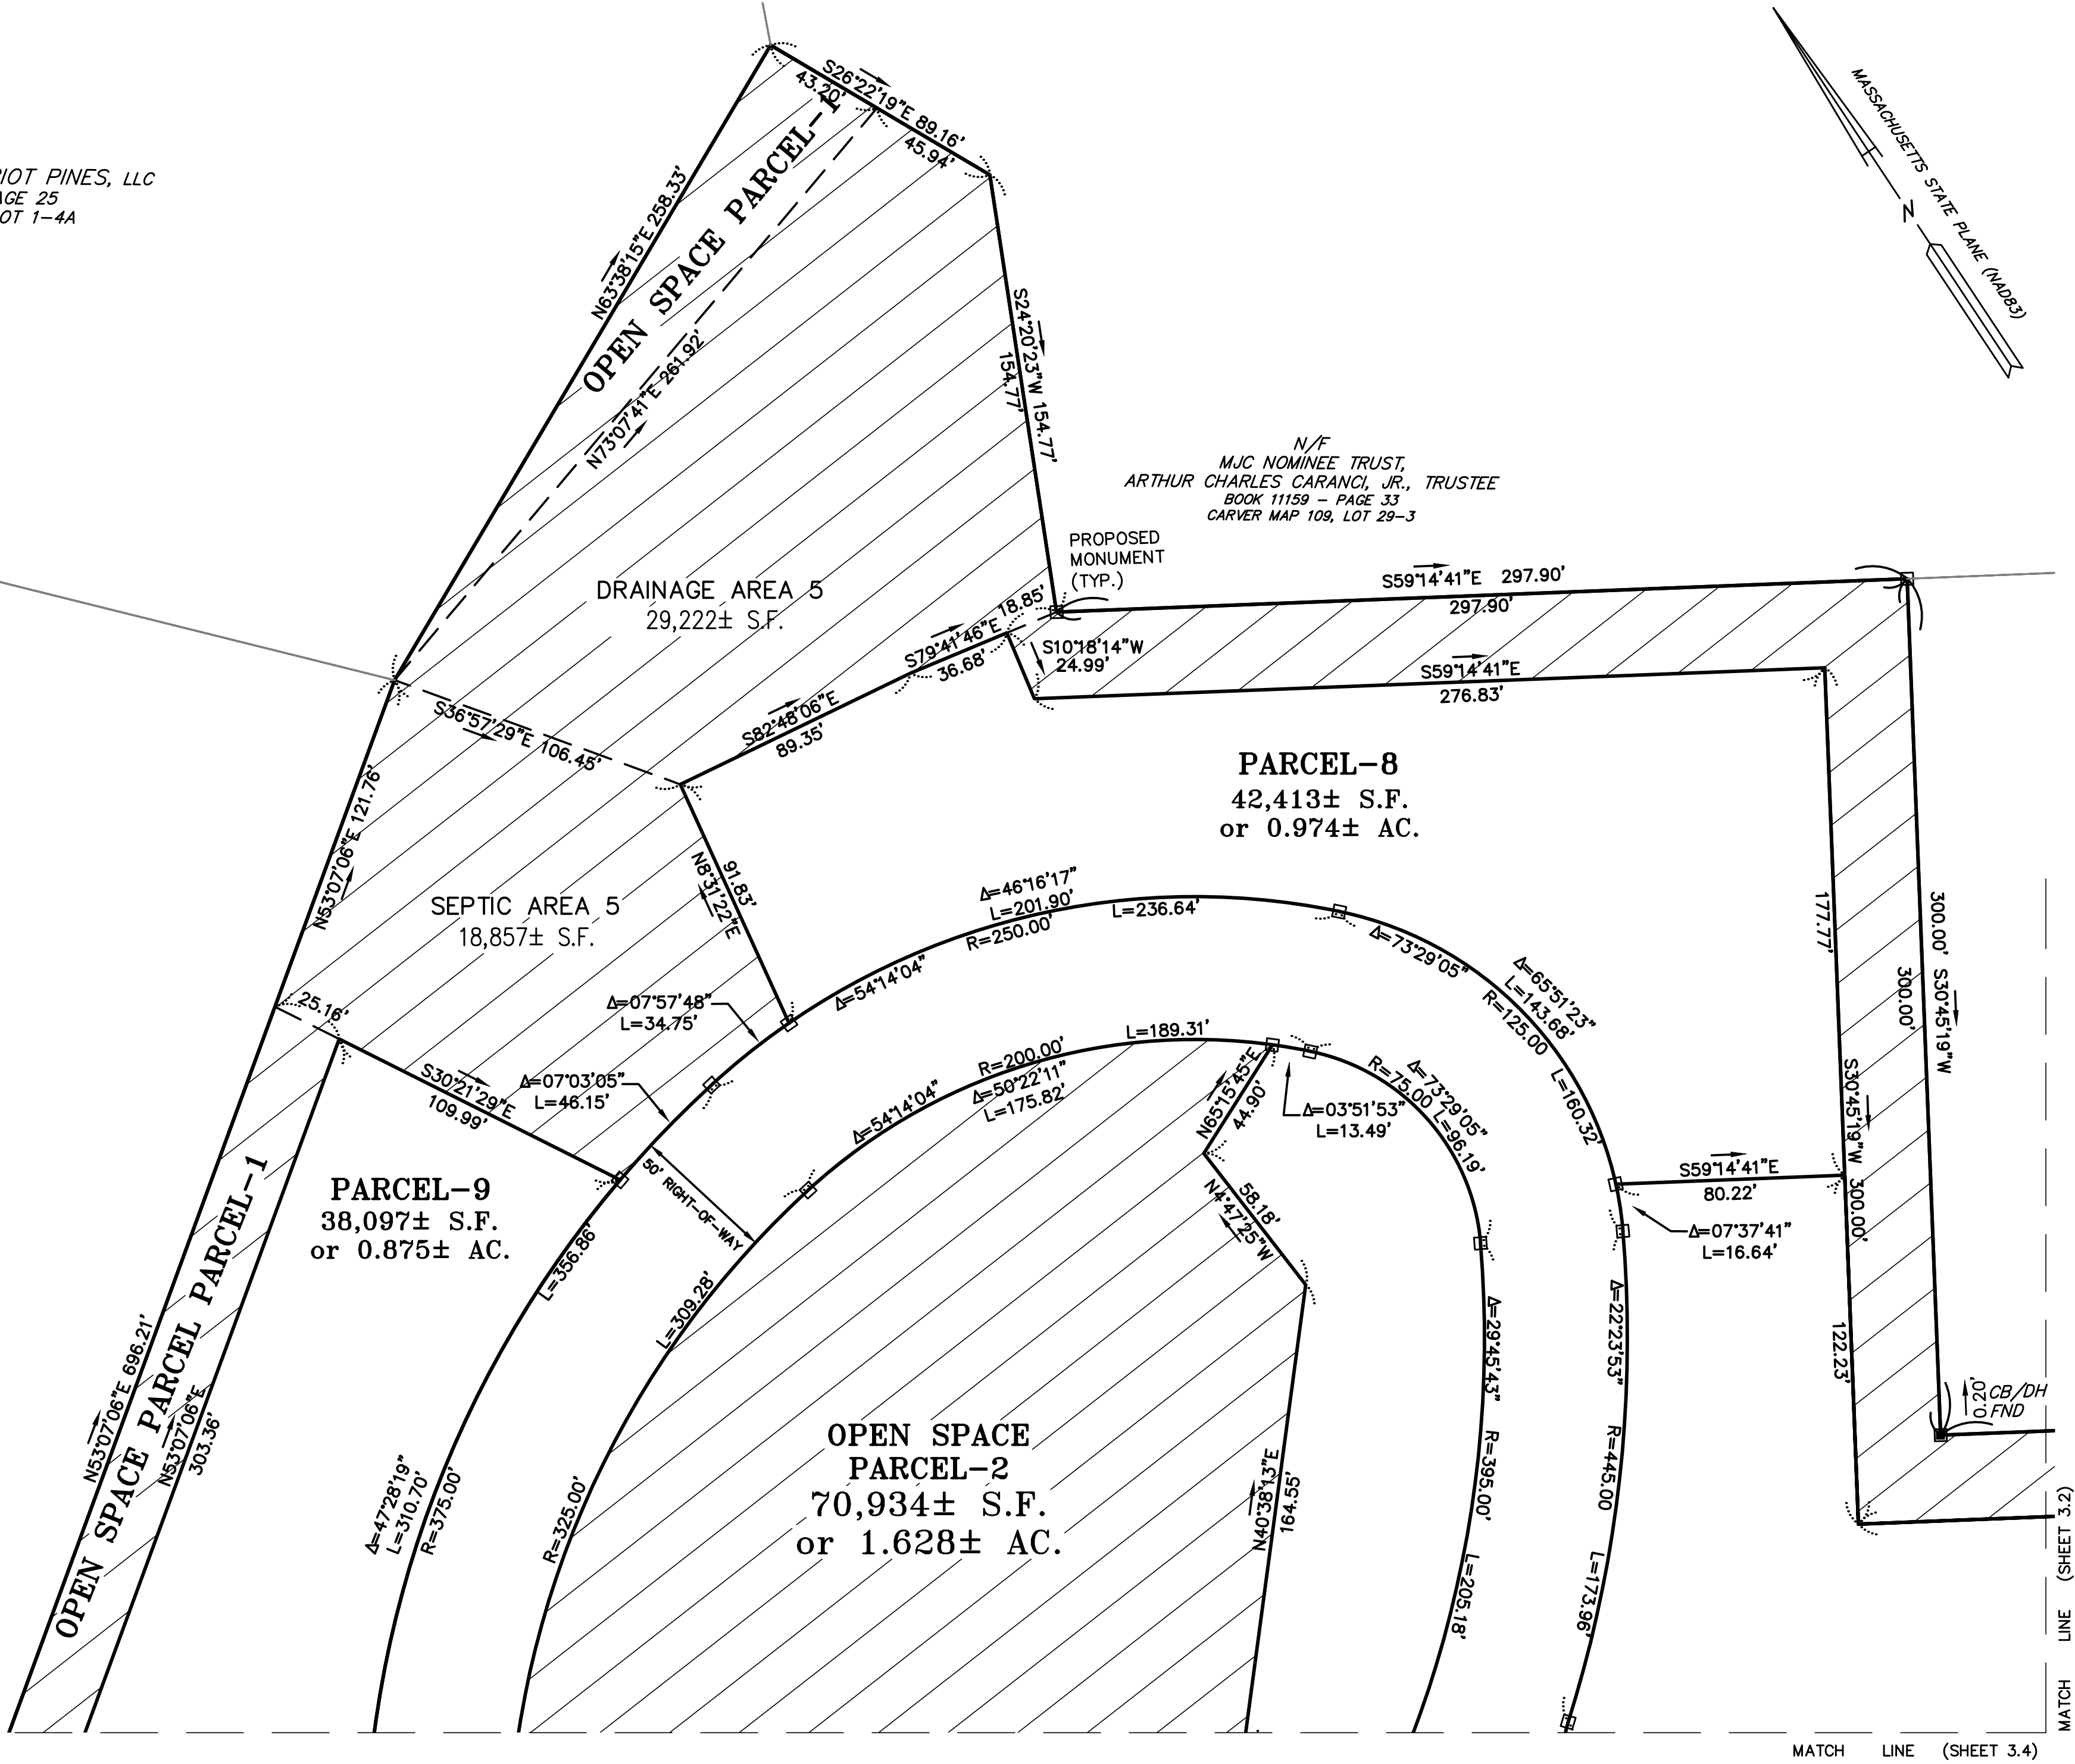 S26°22'19"E 89.16'
43.20'
45.94'
OPEN SPACE PARCEL-1
N63°38'15"E 258.33'
N73°07'41"E 261.92'
S24°20'23"W 154.77'
154.77'
MASSACHUSETTS STATE PLANE (NAD83)
N
PINES, LLC
25
1-4A
N/F
MJC NOMINEE TRUST,
ARTHUR CHARLES CARANCI, JR., TRUSTEE
BOOK 11159 - PAGE 33
CARVER MAP 109, LOT 29-3
PROPOSED
MONUMENT
(TYP.)
S59°14'41"E 297.90'
297.90'
DRAINAGE AREA 5
29,222± S.F.
18.85'
S79°41'46"E
36.68'
S10°18'14"W
24.99'
S59°14'41"E
276.83'
S82°48'06"E
89.35'
S36°57'29"E 106.45'
N53°07'06"E 121.76'
PARCEL-8
42,413± S.F.
or 0.974± AC.
SEPTIC AREA 5
18,857± S.F.
91.83'
N8°31'22"E
25.16'
Δ=46°16'17"
L=201.90'
L=236.64'
R=250.00'
Δ=54°14'04"
Δ=73°29'05"
Δ=65°51'23"
L=143.68'
R=125.00
L=160.32'
177.77'
300.00' S30°45'19"W
300.00'
S30°45'19"W 300.00'
122.23'
Δ=07°57'48"
L=34.75'
Δ=07°03'05"
L=46.15'
S30°21'29"E
109.99'
L=189.31'
R=200.00'
Δ=50°22'11"
L=175.82'
Δ=54°14'04"
N65°15'45"E
44.90'
Δ=03°51'53"
L=13.49'
Δ=73°29'05"
R=75.00 L=96.19'
S59°14'41"E
80.22'
Δ=07°37'41"
L=16.64'
58.18'
N4°47'25"W
50' RIGHT-OF-WAY
PARCEL-9
38,097± S.F.
or 0.875± AC.
L=356.86'
L=309.28'
OPEN SPACE PARCEL PARCEL-1
N53°07'06"E 696.21'
N53°07'06"E
303.36'
Δ=47°28'19"
L=310.70'
R=375.00'
R=325.00'
OPEN SPACE
PARCEL-2
70,934± S.F.
or 1.628± AC.
N40°38'13"E
164.55'
Δ=29°45'43"
R=395.00'
L=205.18'
Δ=22°23'53"
R=445.00
L=173.96'
0.20'
CB/DH
FND
MATCH LINE (SHEET 3.2)
MATCH LINE (SHEET 3.4)